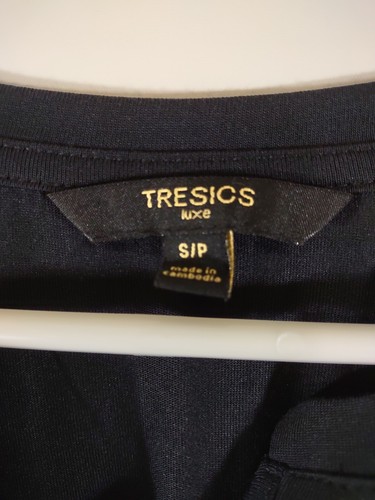 TRESICS
luxe
S/P
made in
cambodia